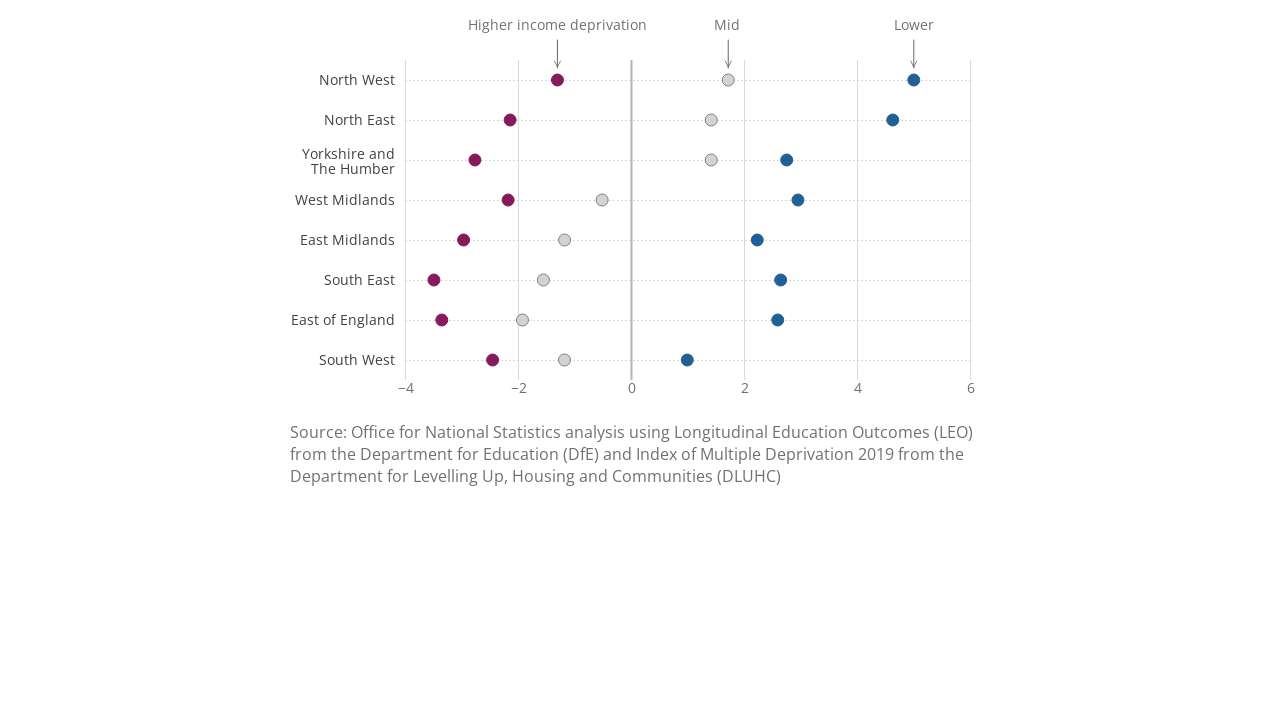 Higher income deprivation Mid Lower
North West
North East
Yorkshire and
The Humber
West Midlands
East Midlands
South East
East of England
South West
−4 −2 0 2 4 6
Source: Office for National Statistics analysis using Longitudinal Education Outcomes (LEO)
from the Department for Education (DfE) and Index of Multiple Deprivation 2019 from the
Department for Levelling Up, Housing and Communities (DLUHC)